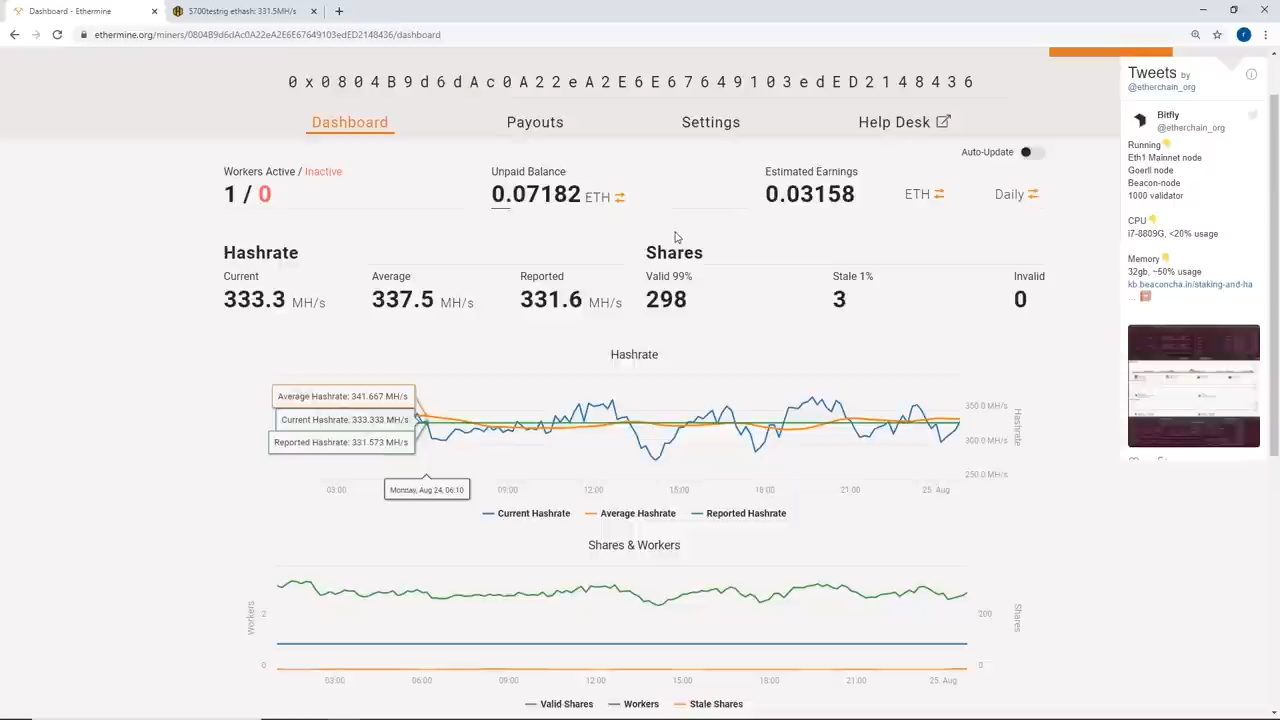 Dashboard - Ethermine
5700testrig ethash: 331.5MH/s
ethermine.org/miners/0804B9d6dAc0A22eA2E6E67649103edED2148436/dashboard
0x0804B9d6dAc0A22eA2E6E67649103edED2148436
Dashboard
Payouts
Settings
Help Desk
Auto-Update
Workers Active / Inactive
1 / 0
Unpaid Balance
0.07182 ETH
Estimated Earnings
0.03158 ETH Daily
Hashrate
Current
333.3 MH/s
Average
337.5 MH/s
Reported
331.6 MH/s
Shares
Valid 99%
298
Stale 1%
3
Invalid
0
Hashrate
Average Hashrate: 341.667 MH/s
Current Hashrate: 333.333 MH/s
Reported Hashrate: 331.573 MH/s
350.0 MH/s
300.0 MH/s
250.0 MH/s
Hashrate
03:00
Monday, Aug 24, 06:10
09:00
12:00
15:00
18:00
21:00
25. Aug
Current Hashrate
Average Hashrate
Reported Hashrate
Shares & Workers
Workers
2
0
200
0
Shares
03:00
06:00
09:00
12:00
15:00
18:00
21:00
25. Aug
Valid Shares
Workers
Stale Shares
Tweets by
@etherchain_org
Bitfly
@etherchain_org
Running👇
Eth1 Mainnet node
Goerli node
Beacon-node
1000 validator
CPU👇
i7-8809G, <20% usage
Memory👇
32gb, ~50% usage
kb.beaconcha.in/staking-and-ha
...